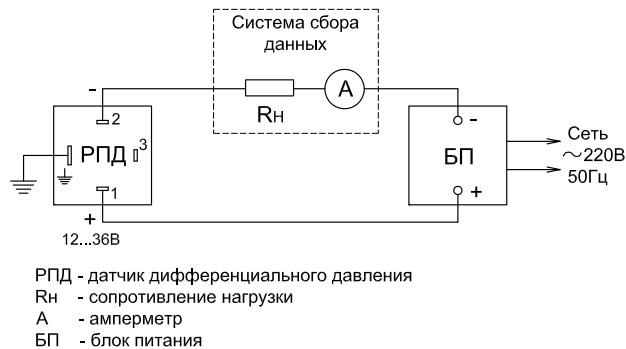 Система сбора
данных
A
Rн
-
2
РПД
3
1
+
12...36В
-
БП
+
Сеть
~220В
50Гц
РПД - датчик дифференциального давления
Rн - сопротивление нагрузки
А - амперметр
БП - блок питания